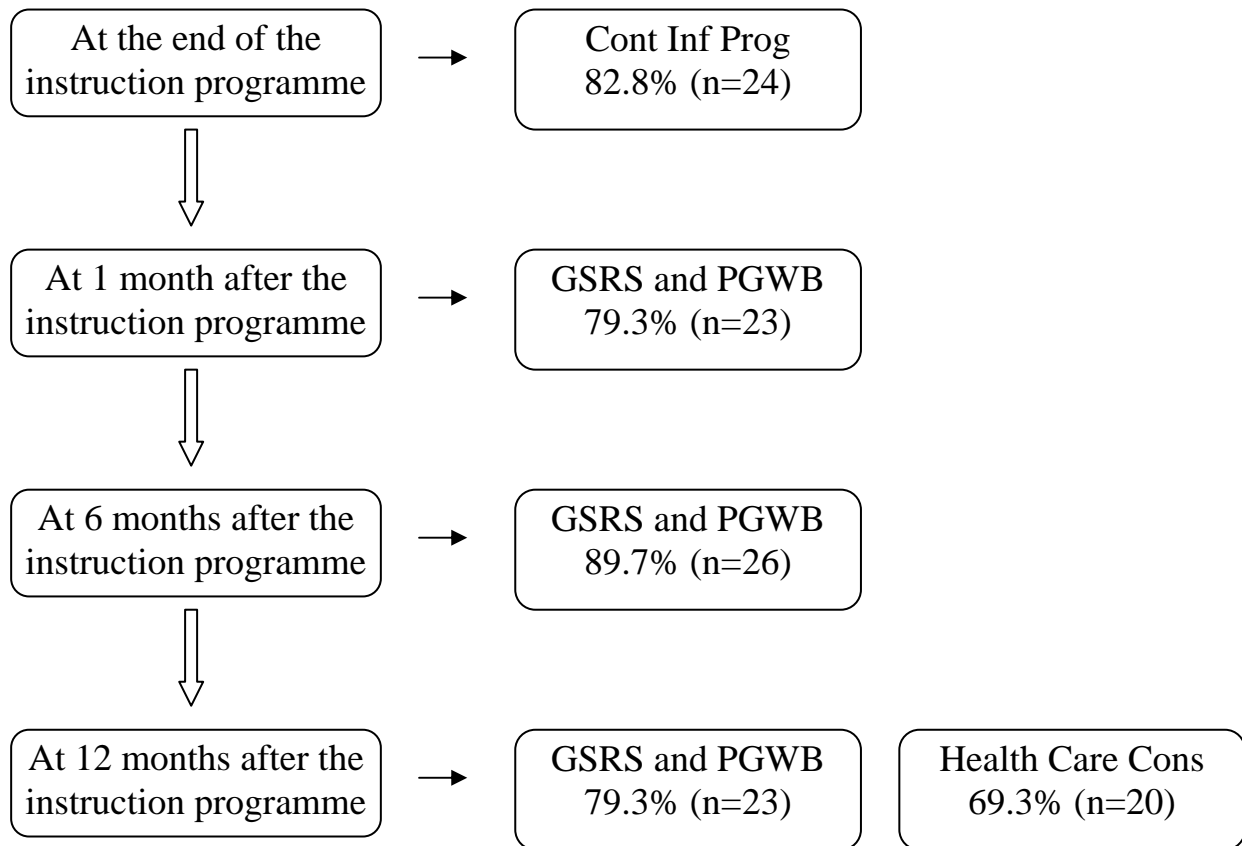 At the end of the
instruction programme
Cont Inf Prog
82.8% (n=24)
At 1 month after the
instruction programme
GSRS and PGWB
79.3% (n=23)
At 6 months after the
instruction programme
GSRS and PGWB
89.7% (n=26)
At 12 months after the
instruction programme
GSRS and PGWB
79.3% (n=23)
Health Care Cons
69.3% (n=20)